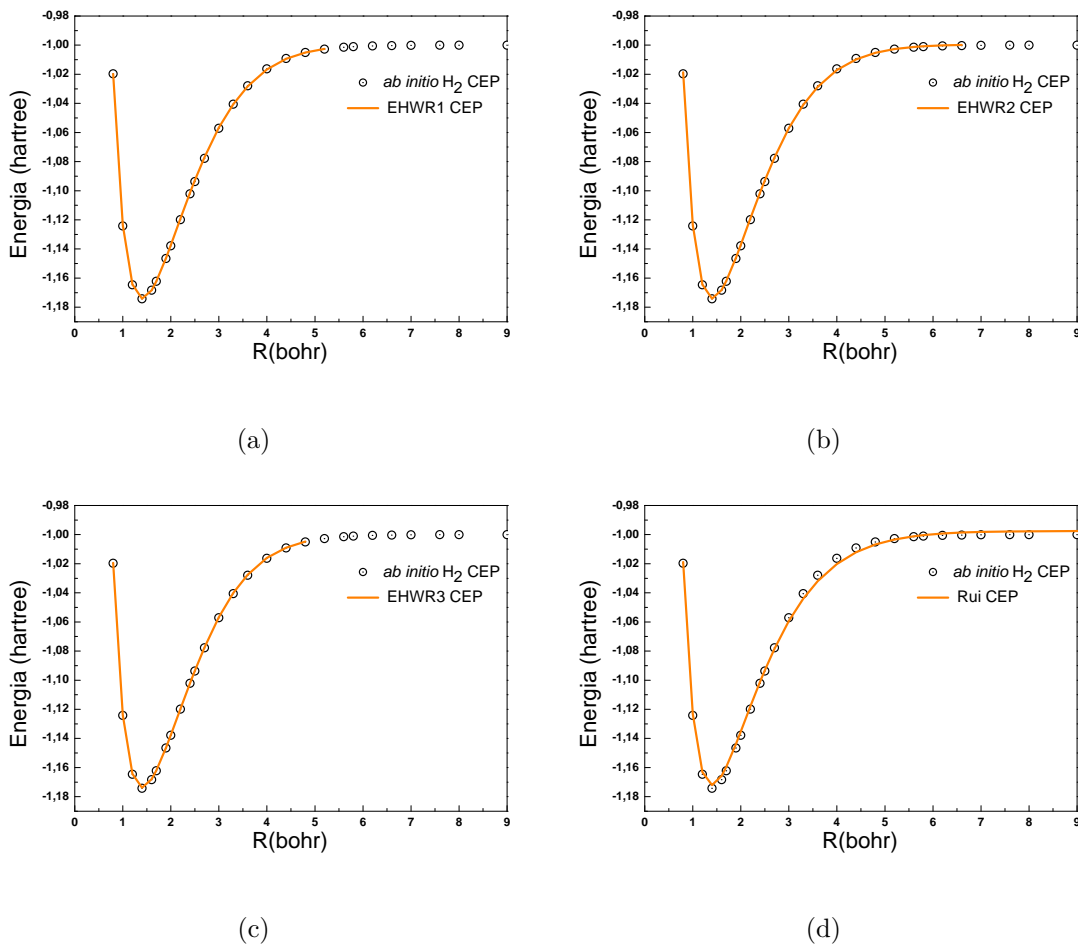 -0,98
-1,00
-1,02
-1,04
-1,06
-1,08
-1,10
-1,12
-1,14
-1,16
-1,18
Energia (hartree)
ab initio H2 CEP
EHWR1 CEP
0 1 2 3 4 5 6 7 8 9
R(bohr)
(a)
-0,98
-1,00
-1,02
-1,04
-1,06
-1,08
-1,10
-1,12
-1,14
-1,16
-1,18
Energia (hartree)
ab initio H2 CEP
EHWR2 CEP
0 1 2 3 4 5 6 7 8 9
R(bohr)
(b)
-0,98
-1,00
-1,02
-1,04
-1,06
-1,08
-1,10
-1,12
-1,14
-1,16
-1,18
Energia (hartree)
ab initio H2 CEP
EHWR3 CEP
0 1 2 3 4 5 6 7 8 9
R(bohr)
(c)
-0,98
-1,00
-1,02
-1,04
-1,06
-1,08
-1,10
-1,12
-1,14
-1,16
-1,18
Energia (hartree)
ab initio H2 CEP
Rui CEP
0 1 2 3 4 5 6 7 8 9
R(bohr)
(d)